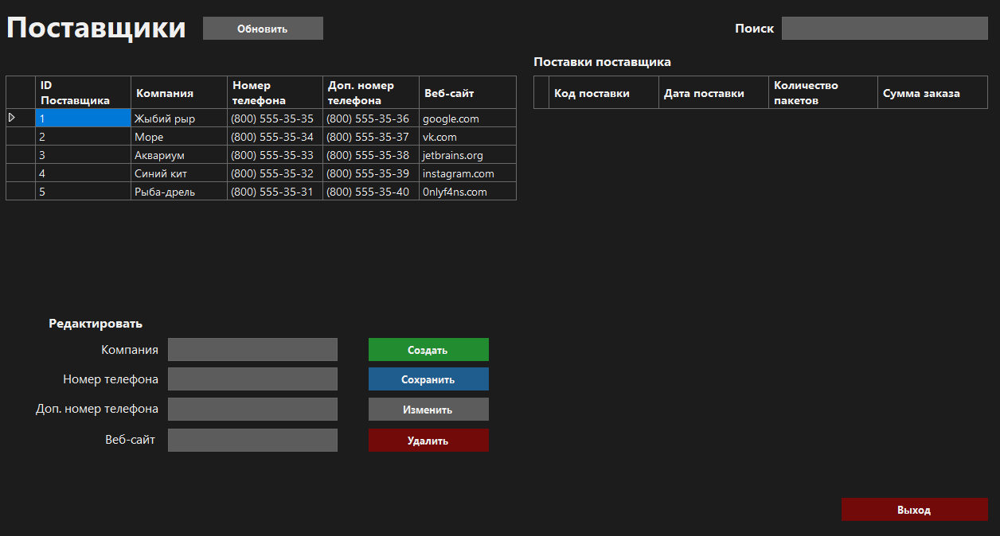 Поставщики
Обновить
Поиск
Поставки поставщика
ID Поставщика
Компания
Номер телефона
Доп. номер телефона
Веб-сайт
1 Жыбий рыр (800) 555-35-35 (800) 555-35-36 google.com
2 Море (800) 555-35-34 (800) 555-35-37 vk.com
3 Аквариум (800) 555-35-33 (800) 555-35-38 jetbrains.org
4 Синий кит (800) 555-35-32 (800) 555-35-39 instagram.com
5 Рыба-дрель (800) 555-35-31 (800) 555-35-40 0nlyf4ns.com
Код поставки
Дата поставки
Количество пакетов
Сумма заказа
Редактировать
Компания
Создать
Номер телефона
Сохранить
Доп. номер телефона
Изменить
Веб-сайт
Удалить
Выход